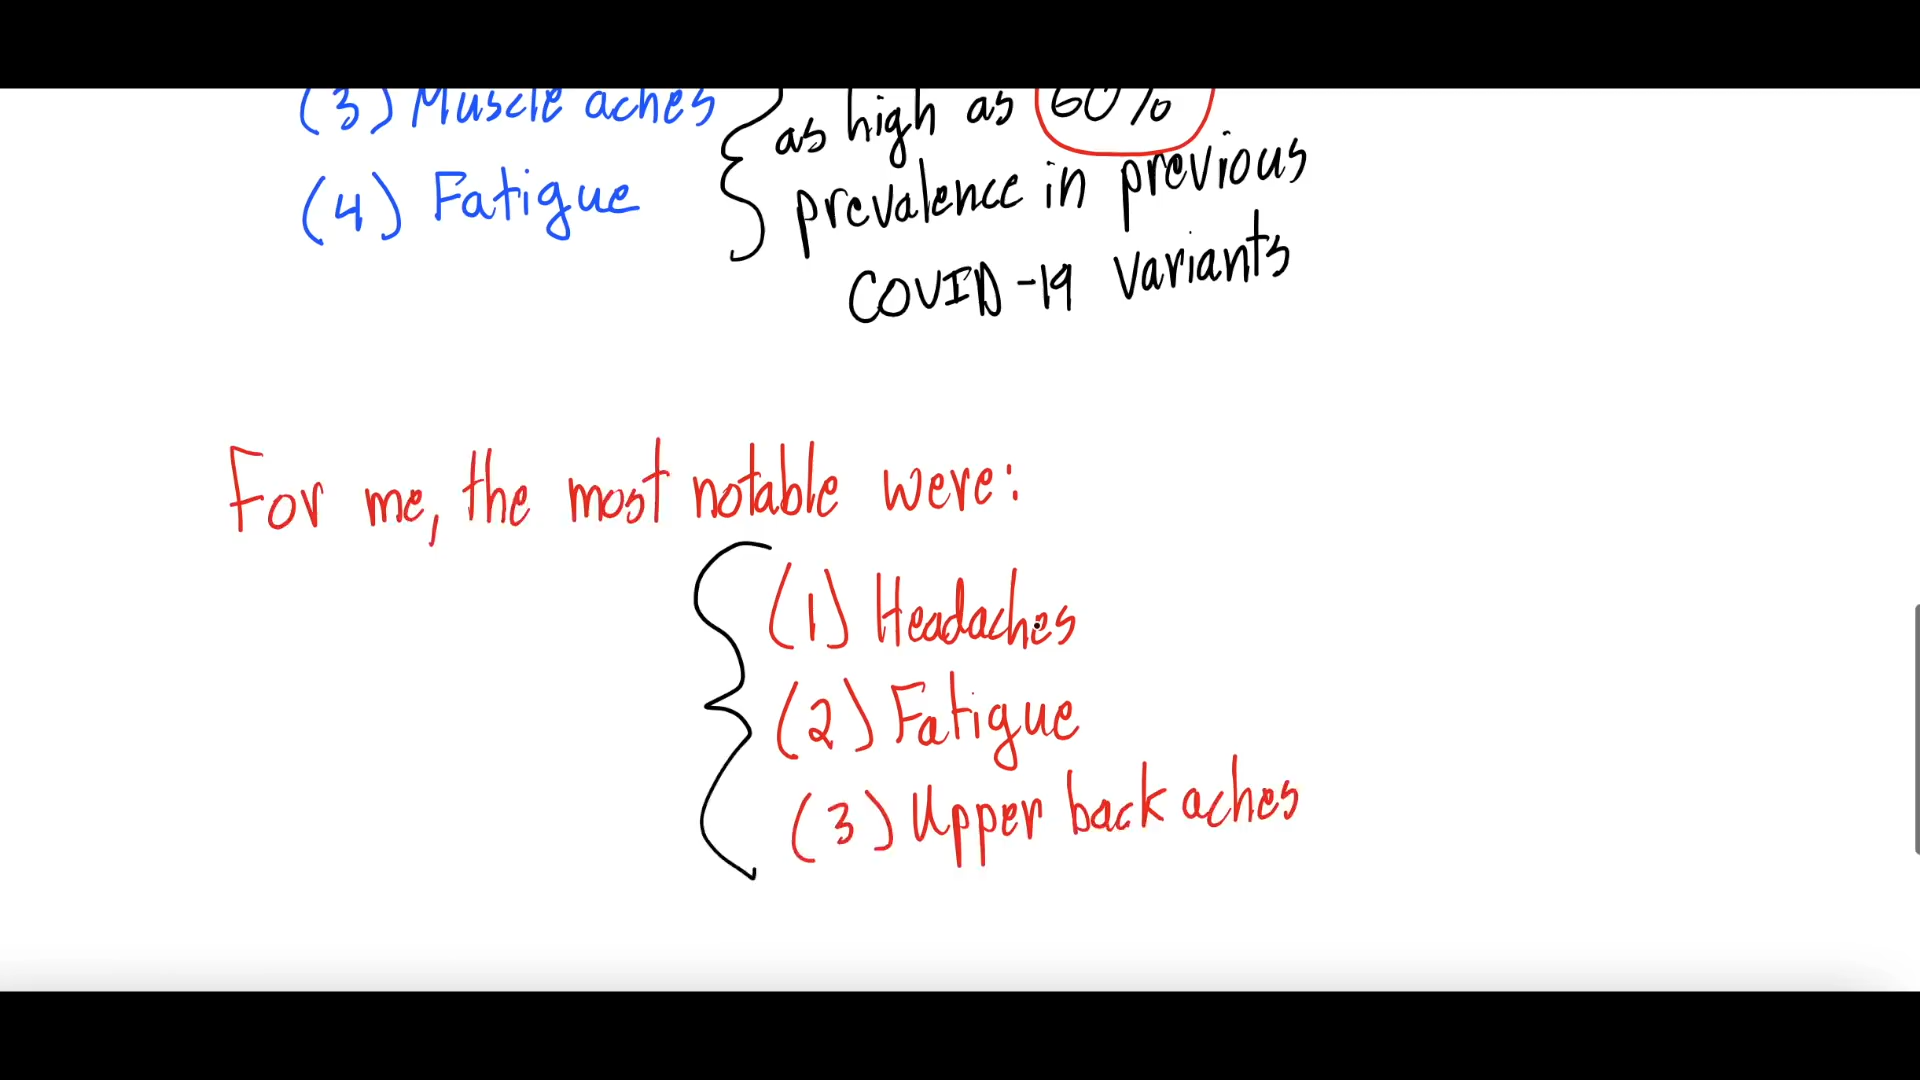 (3) Muscle aches
as high as 60%
(4) Fatigue
prevalence in previous
COVID-19 variants
For me, the most notable were:
(1) Headaches
(2) Fatigue
(3) Upper back aches